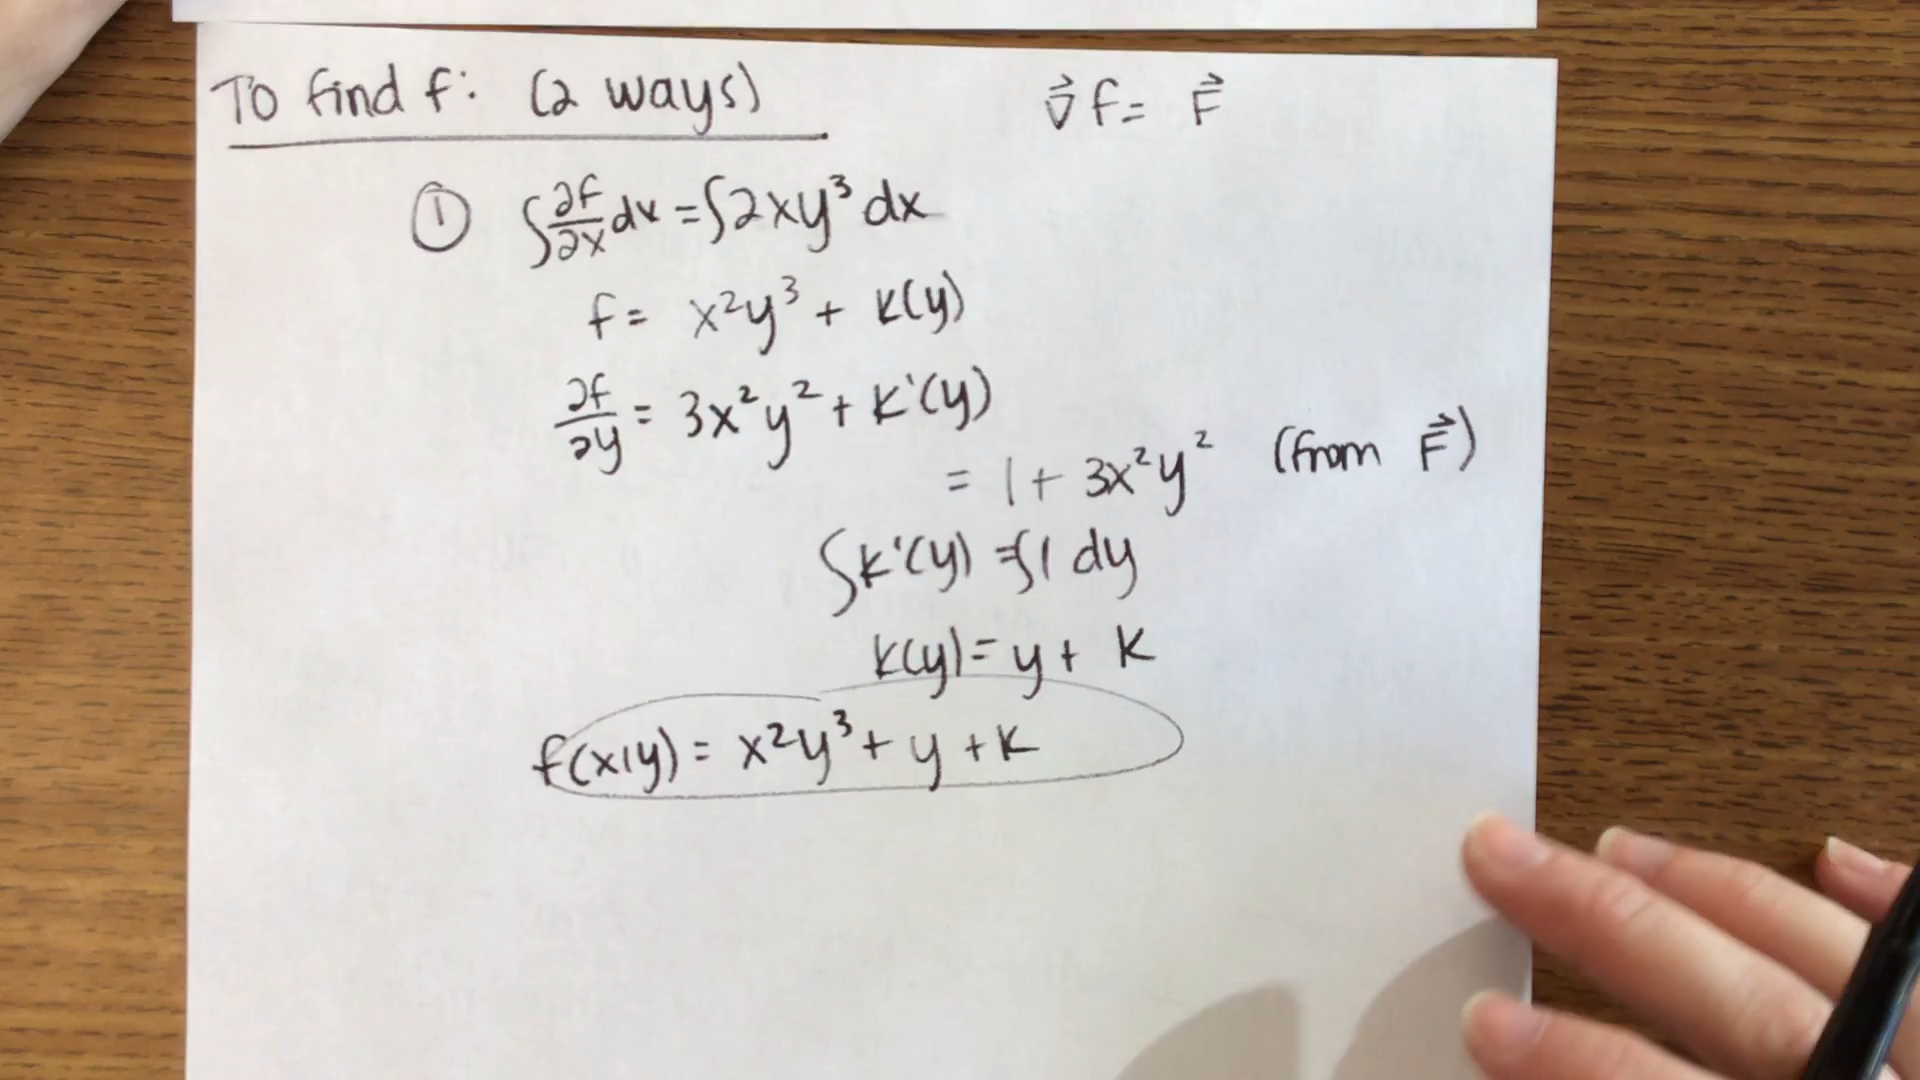 To find f: (2 ways)
∇⃗f = F⃗
① ∫∂f/∂x dx = ∫2xy³ dx
f = x²y³ + k(y)
∂f/∂y = 3x²y² + k'(y)
= 1 + 3x²y² (from F⃗)
∫k'(y) = ∫1 dy
k(y) = y + k
f(x,y) = x²y³ + y + k